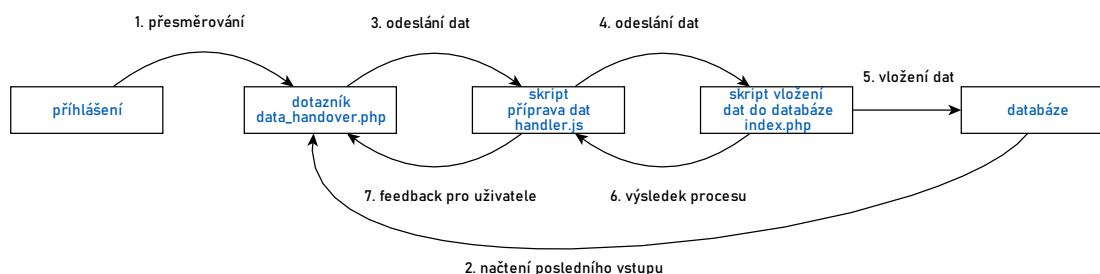 1. přesměrování
3. odeslání dat
4. odeslání dat
5. vložení dat
příhlášení
dotazník
data_handover.php
skript
příprava dat
handler.js
skript vložení
dat do databáze
index.php
databáze
7. feedback pro uživatele
6. výsledek procesu
2. načtení posledního vstupu